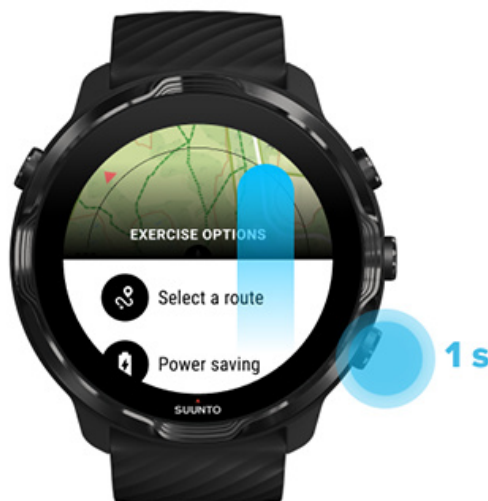 EXERCISE OPTIONS
Select a route
Power saving
1 s
SUUNTO